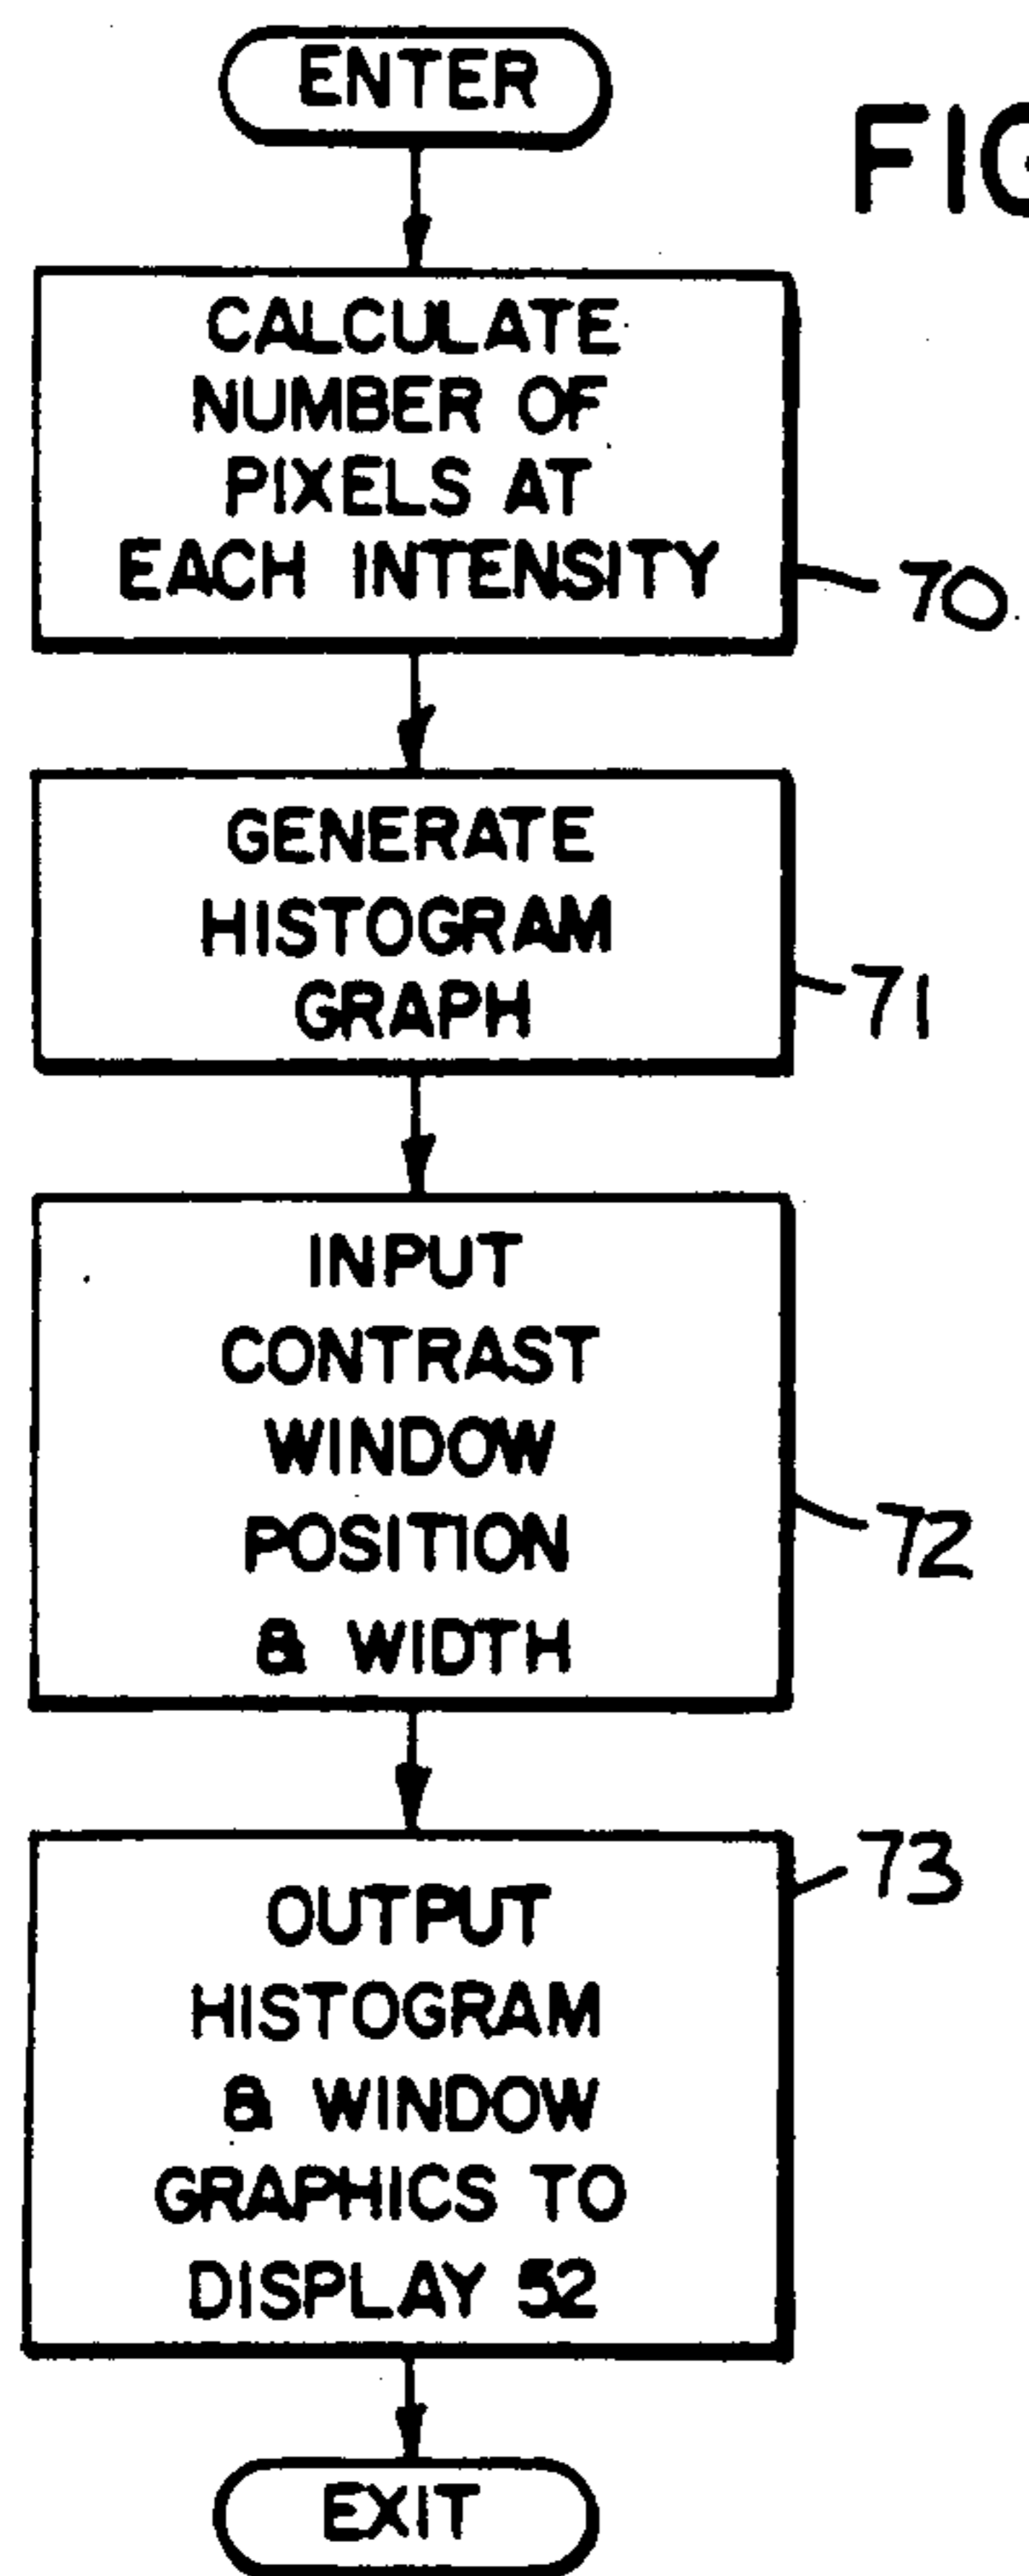 ENTER
FIG
CALCULATE
NUMBER OF
PIXELS AT
EACH INTENSITY
70
GENERATE
HISTOGRAM
GRAPH
71
INPUT
CONTRAST
WINDOW
POSITION
& WIDTH
72
73
OUTPUT
HISTOGRAM
& WINDOW
GRAPHICS TO
DISPLAY 52
EXIT